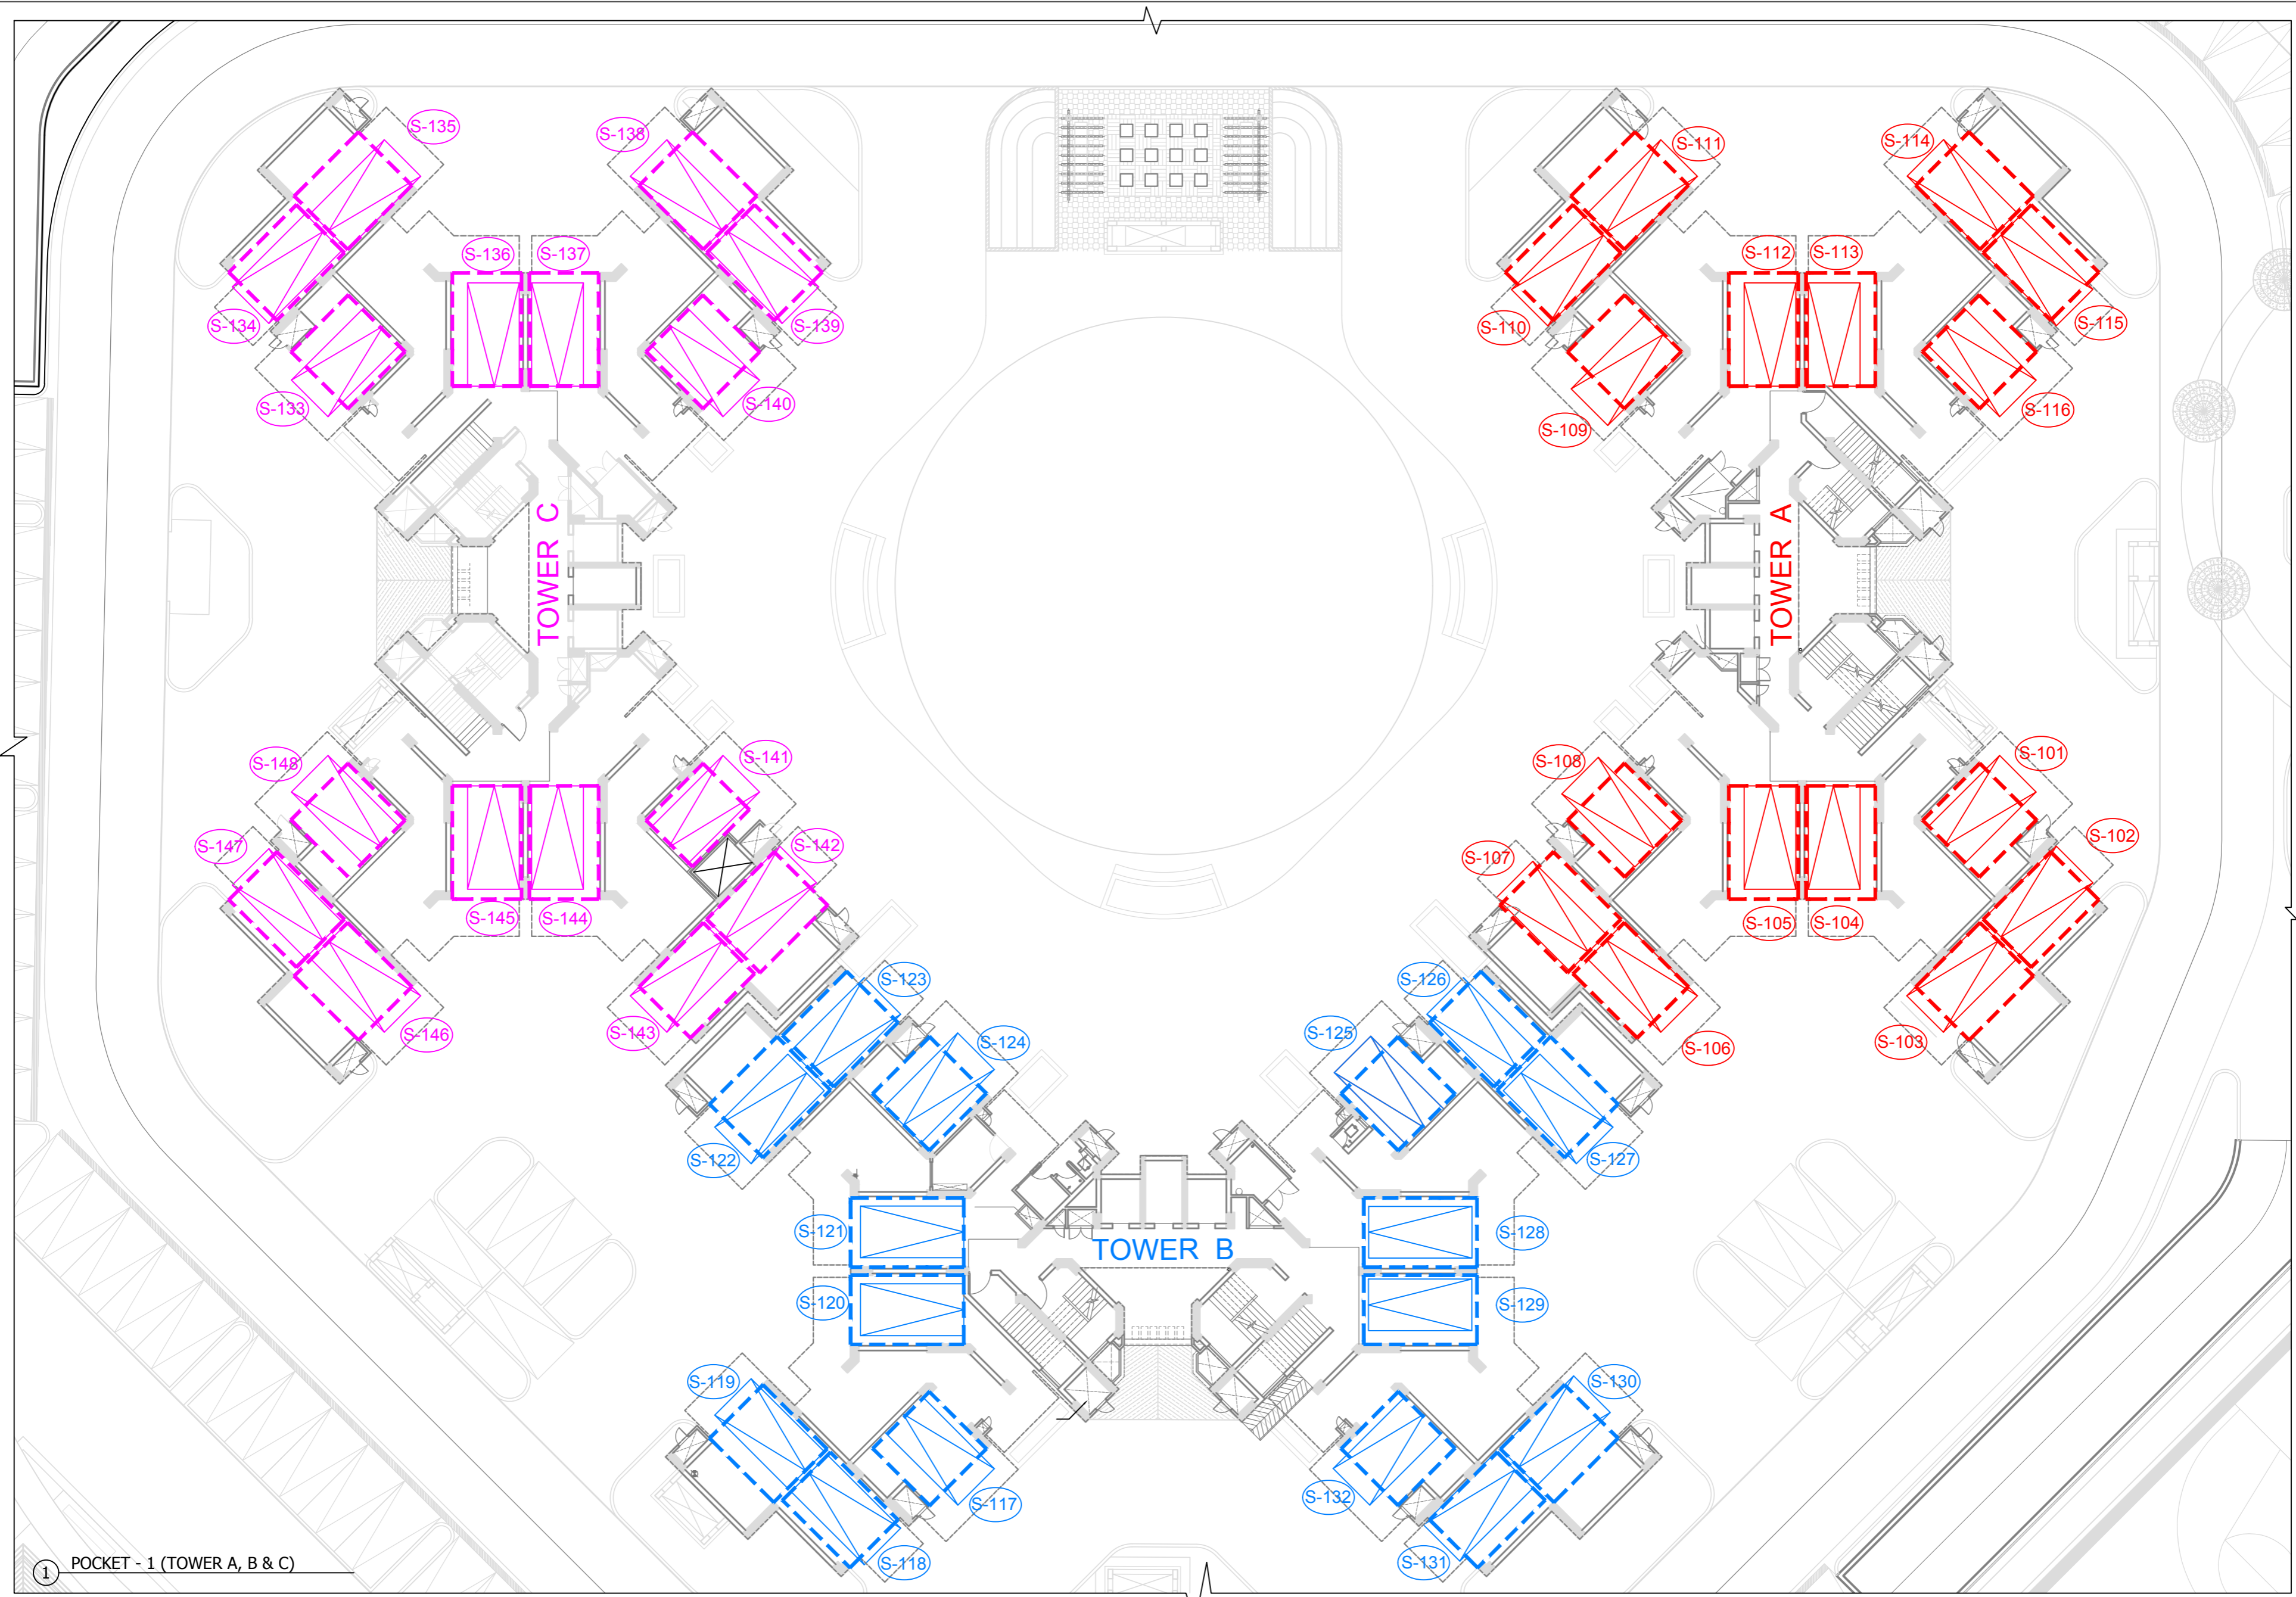 S-135
S-138
S-111
S-114
S-136
S-137
S-112
S-113
S-134
S-139
S-110
S-115
S-133
S-140
S-109
S-116
TOWER C
TOWER A
S-148
S-141
S-108
S-101
S-147
S-142
S-107
S-102
S-145
S-144
S-105
S-104
S-146
S-143
S-123
S-126
S-106
S-103
S-124
S-125
S-122
S-127
S-121
S-128
TOWER B
S-120
S-129
S-119
S-130
S-117
S-132
S-118
S-131
1 POCKET - 1 (TOWER A, B & C)